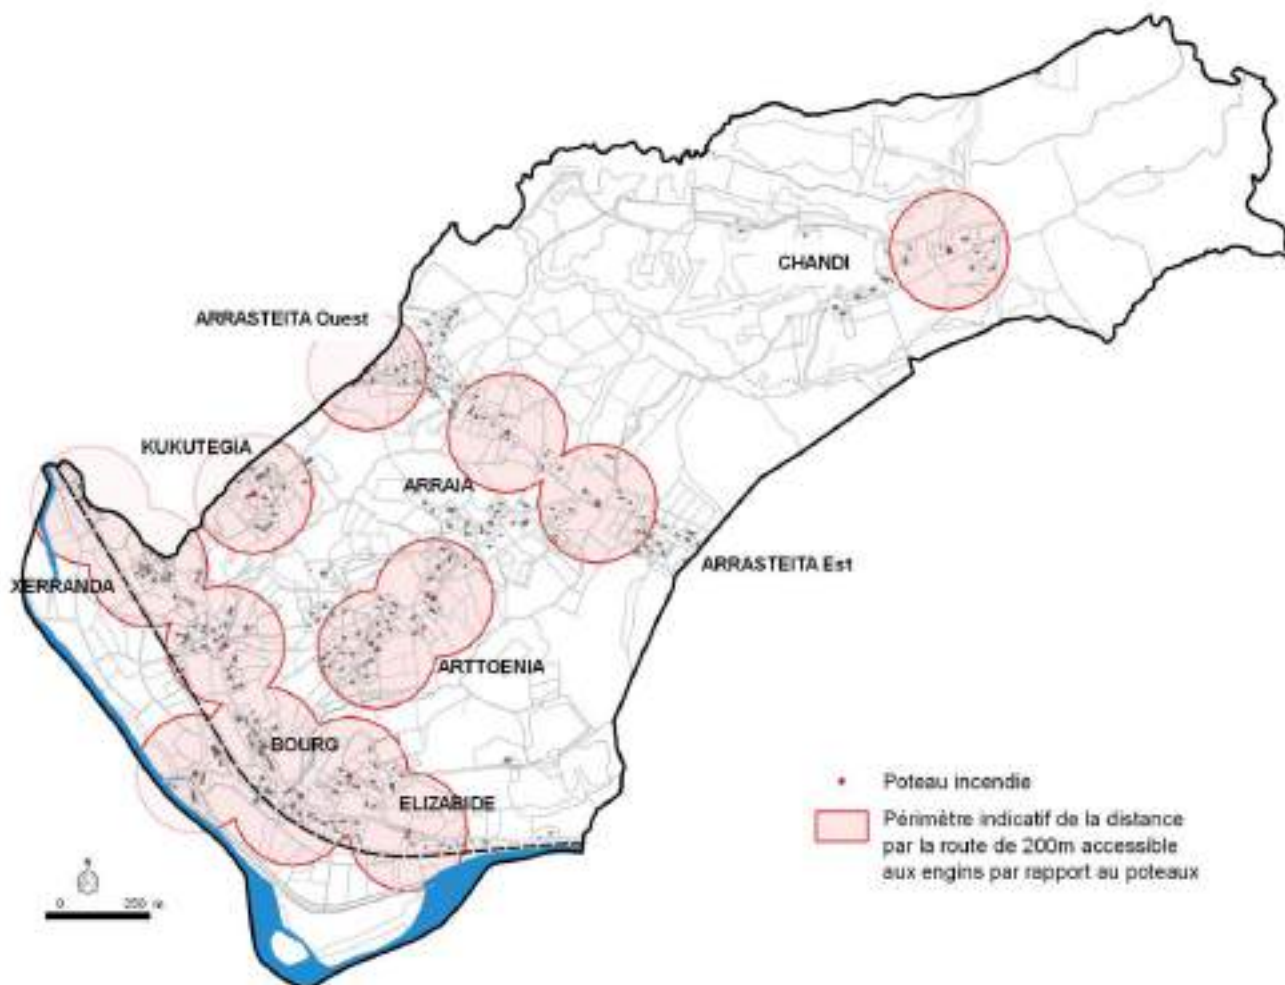 CHANDI
ARRASTEITA Ouest
KUKUTEGIA
ARRAIA
XERRANDA
ARRASTEITA Est
ARTTOENIA
BOURG
ELIZABIDE
Poteau incendie
Périmètre indicatif de la distance
par la route de 200m accessible
aux engins par rapport au poteaux
0 250 m